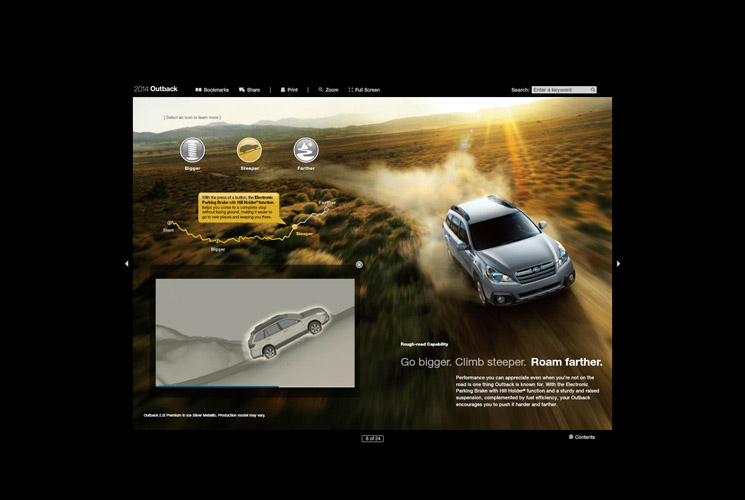 2014 Outback
Bookmarks
Share
Print
Zoom
Full Screen
Search:
Enter a keyword
[ Select an icon to learn more ]
Bigger
Steeper
Farther
With the press of a button, the Electronic
Parking Brake with Hill Holder® function
helps you come to a complete stop
without losing ground, making it easier to
go to new places and keeping you there.
Farther
Start
Steeper
Bigger
Rough-road Capability
Go bigger. Climb steeper. Roam farther.
Performance you can appreciate even when you're not on the
road is one thing Outback is known for. With the Electronic
Parking Brake with Hill Holder® function and a sturdy and raised
suspension, complemented by fuel efficiency, your Outback
encourages you to push it harder and farther.
Outback 2.5i Premium in Ice Silver Metallic. Production model may vary.
8 of 24
Contents